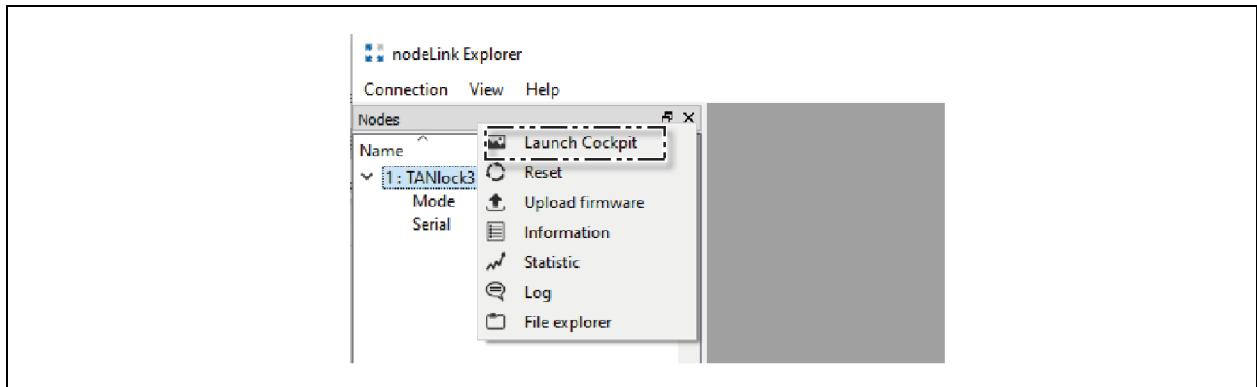 nodeLink Explorer
Connection View Help
Nodes
Name
1 : TANlock3
Mode
Serial
Launch Cockpit
Reset
Upload firmware
Information
Statistic
Log
File explorer